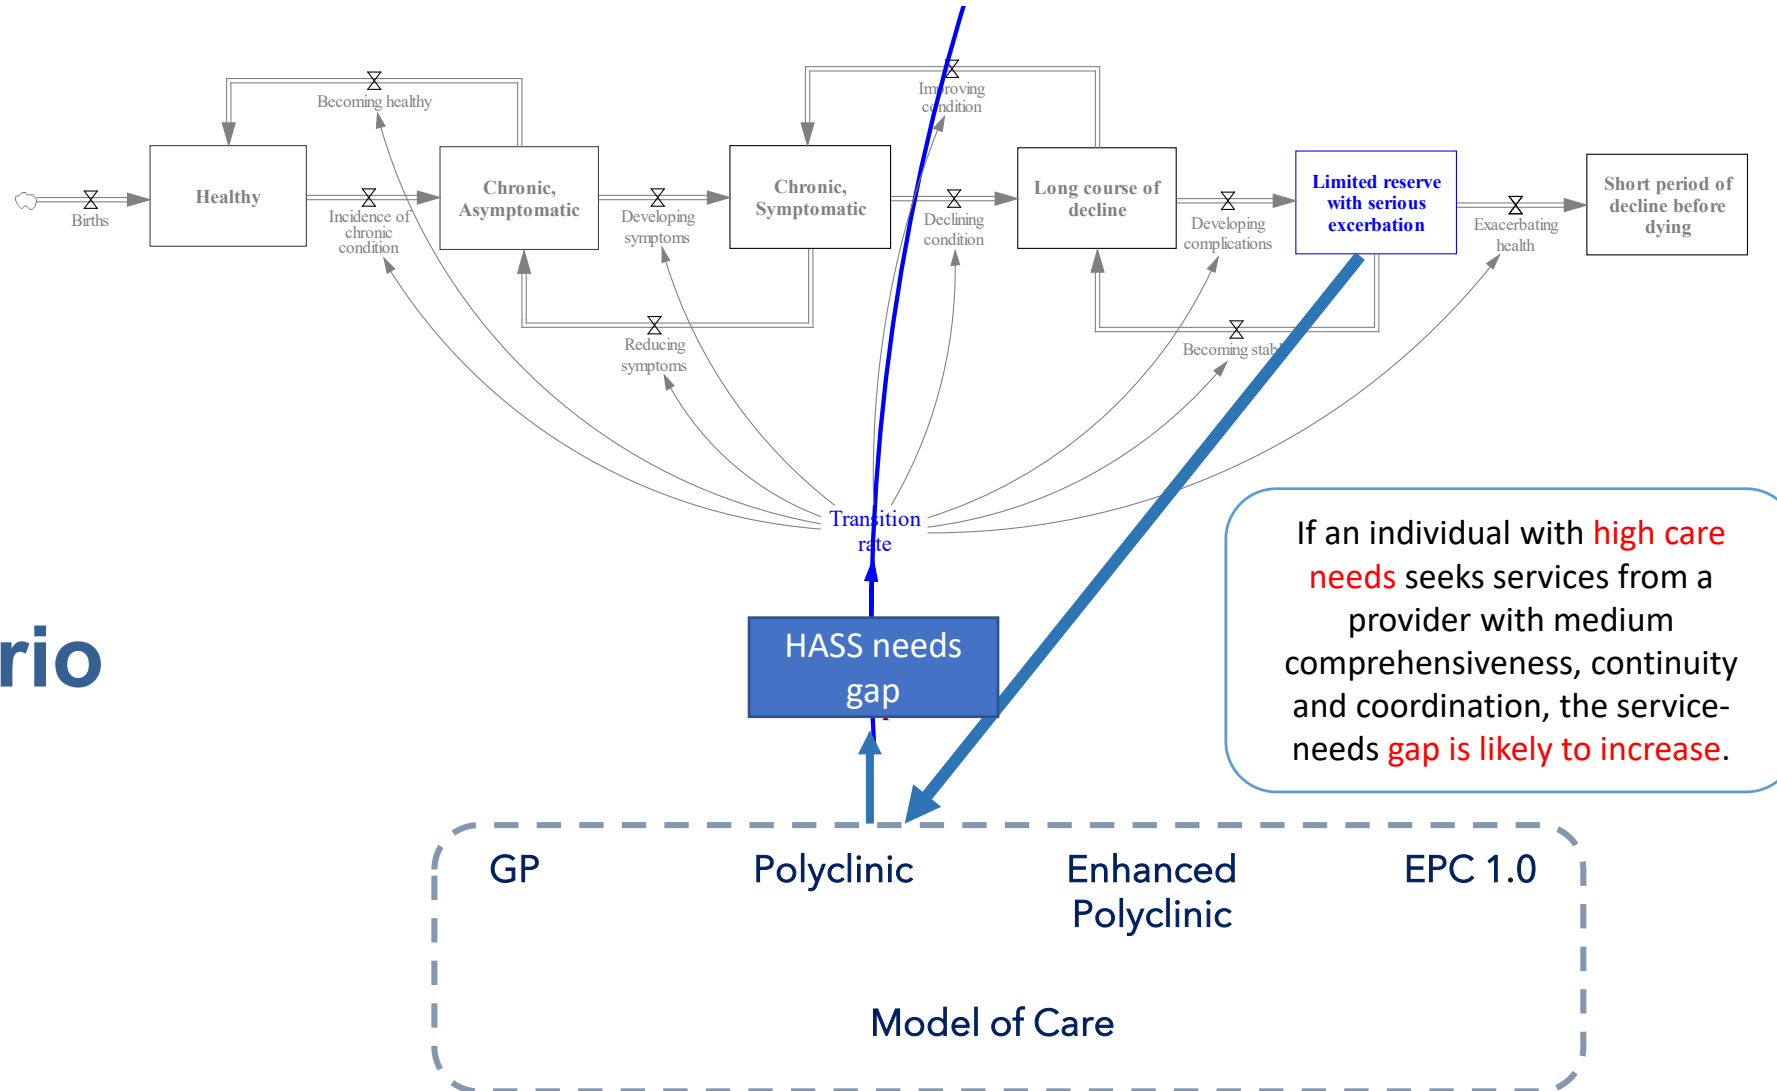 Becoming healthy
Improving
condition
Births
Healthy
Incidence of
chronic
condition
Chronic,
Asymptomatic
Developing
symptoms
Chronic,
Symptomatic
Declining
condition
Long course of
decline
Developing
complications
Limited reserve
with serious
excerbation
Exacerbating
health
Short period of
decline before
dying
Reducing
symptoms
Becoming stabl
Transition
rate
HASS needs
gap
rio
If an individual with high care
needs seeks services from a
provider with medium
comprehensiveness, continuity
and coordination, the service-
needs gap is likely to increase.
GP
Polyclinic
Enhanced
Polyclinic
EPC 1.0
Model of Care